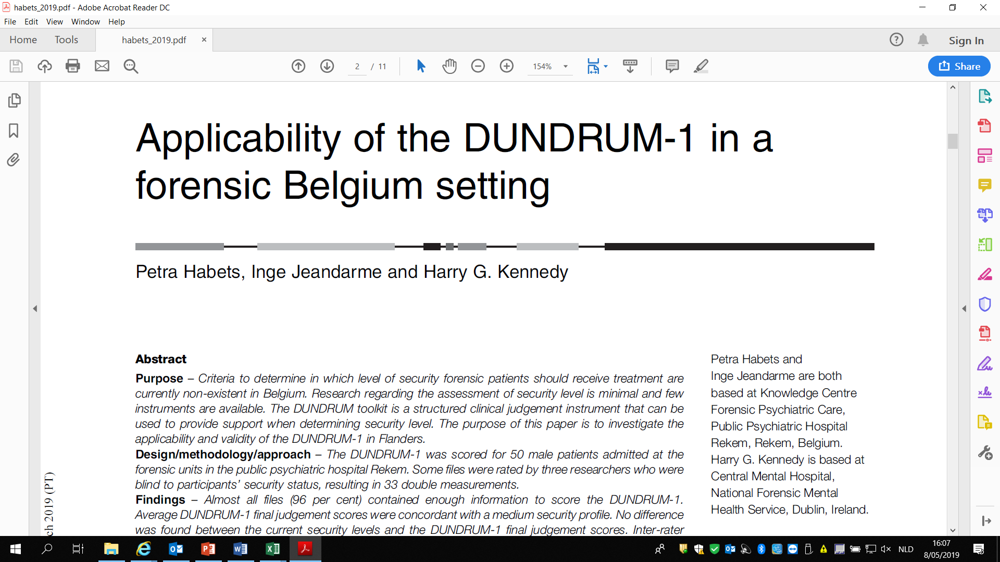 habets_2019.pdf - Adobe Acrobat Reader DC
File Edit View Window Help
Home Tools habets_2019.pdf × Sign In
2 / 11 154% Share
Applicability of the DUNDRUM-1 in a
forensic Belgium setting
Petra Habets, Inge Jeandarme and Harry G. Kennedy
Abstract
Purpose – Criteria to determine in which level of security forensic patients should receive treatment are
currently non-existent in Belgium. Research regarding the assessment of security level is minimal and few
instruments are available. The DUNDRUM toolkit is a structured clinical judgement instrument that can be
used to provide support when determining security level. The purpose of this paper is to investigate the
applicability and validity of the DUNDRUM-1 in Flanders.
Design/methodology/approach – The DUNDRUM-1 was scored for 50 male patients admitted at the
forensic units in the public psychiatric hospital Rekem. Some files were rated by three researchers who were
blind to participants’ security status, resulting in 33 double measurements.
Findings – Almost all files (96 per cent) contained enough information to score the DUNDRUM-1.
Average DUNDRUM-1 final judgement scores were concordant with a medium security profile. No difference
was found between the current security levels and the DUNDRUM-1 final judgement scores. Inter-rater
Petra Habets and
Inge Jeandarme are both
based at Knowledge Centre
Forensic Psychiatric Care,
Public Psychiatric Hospital
Rekem, Rekem, Belgium.
Harry G. Kennedy is based at
Central Mental Hospital,
National Forensic Mental
Health Service, Dublin, Ireland.
ch 2019 (PT)
NLD
16:07
8/05/2019